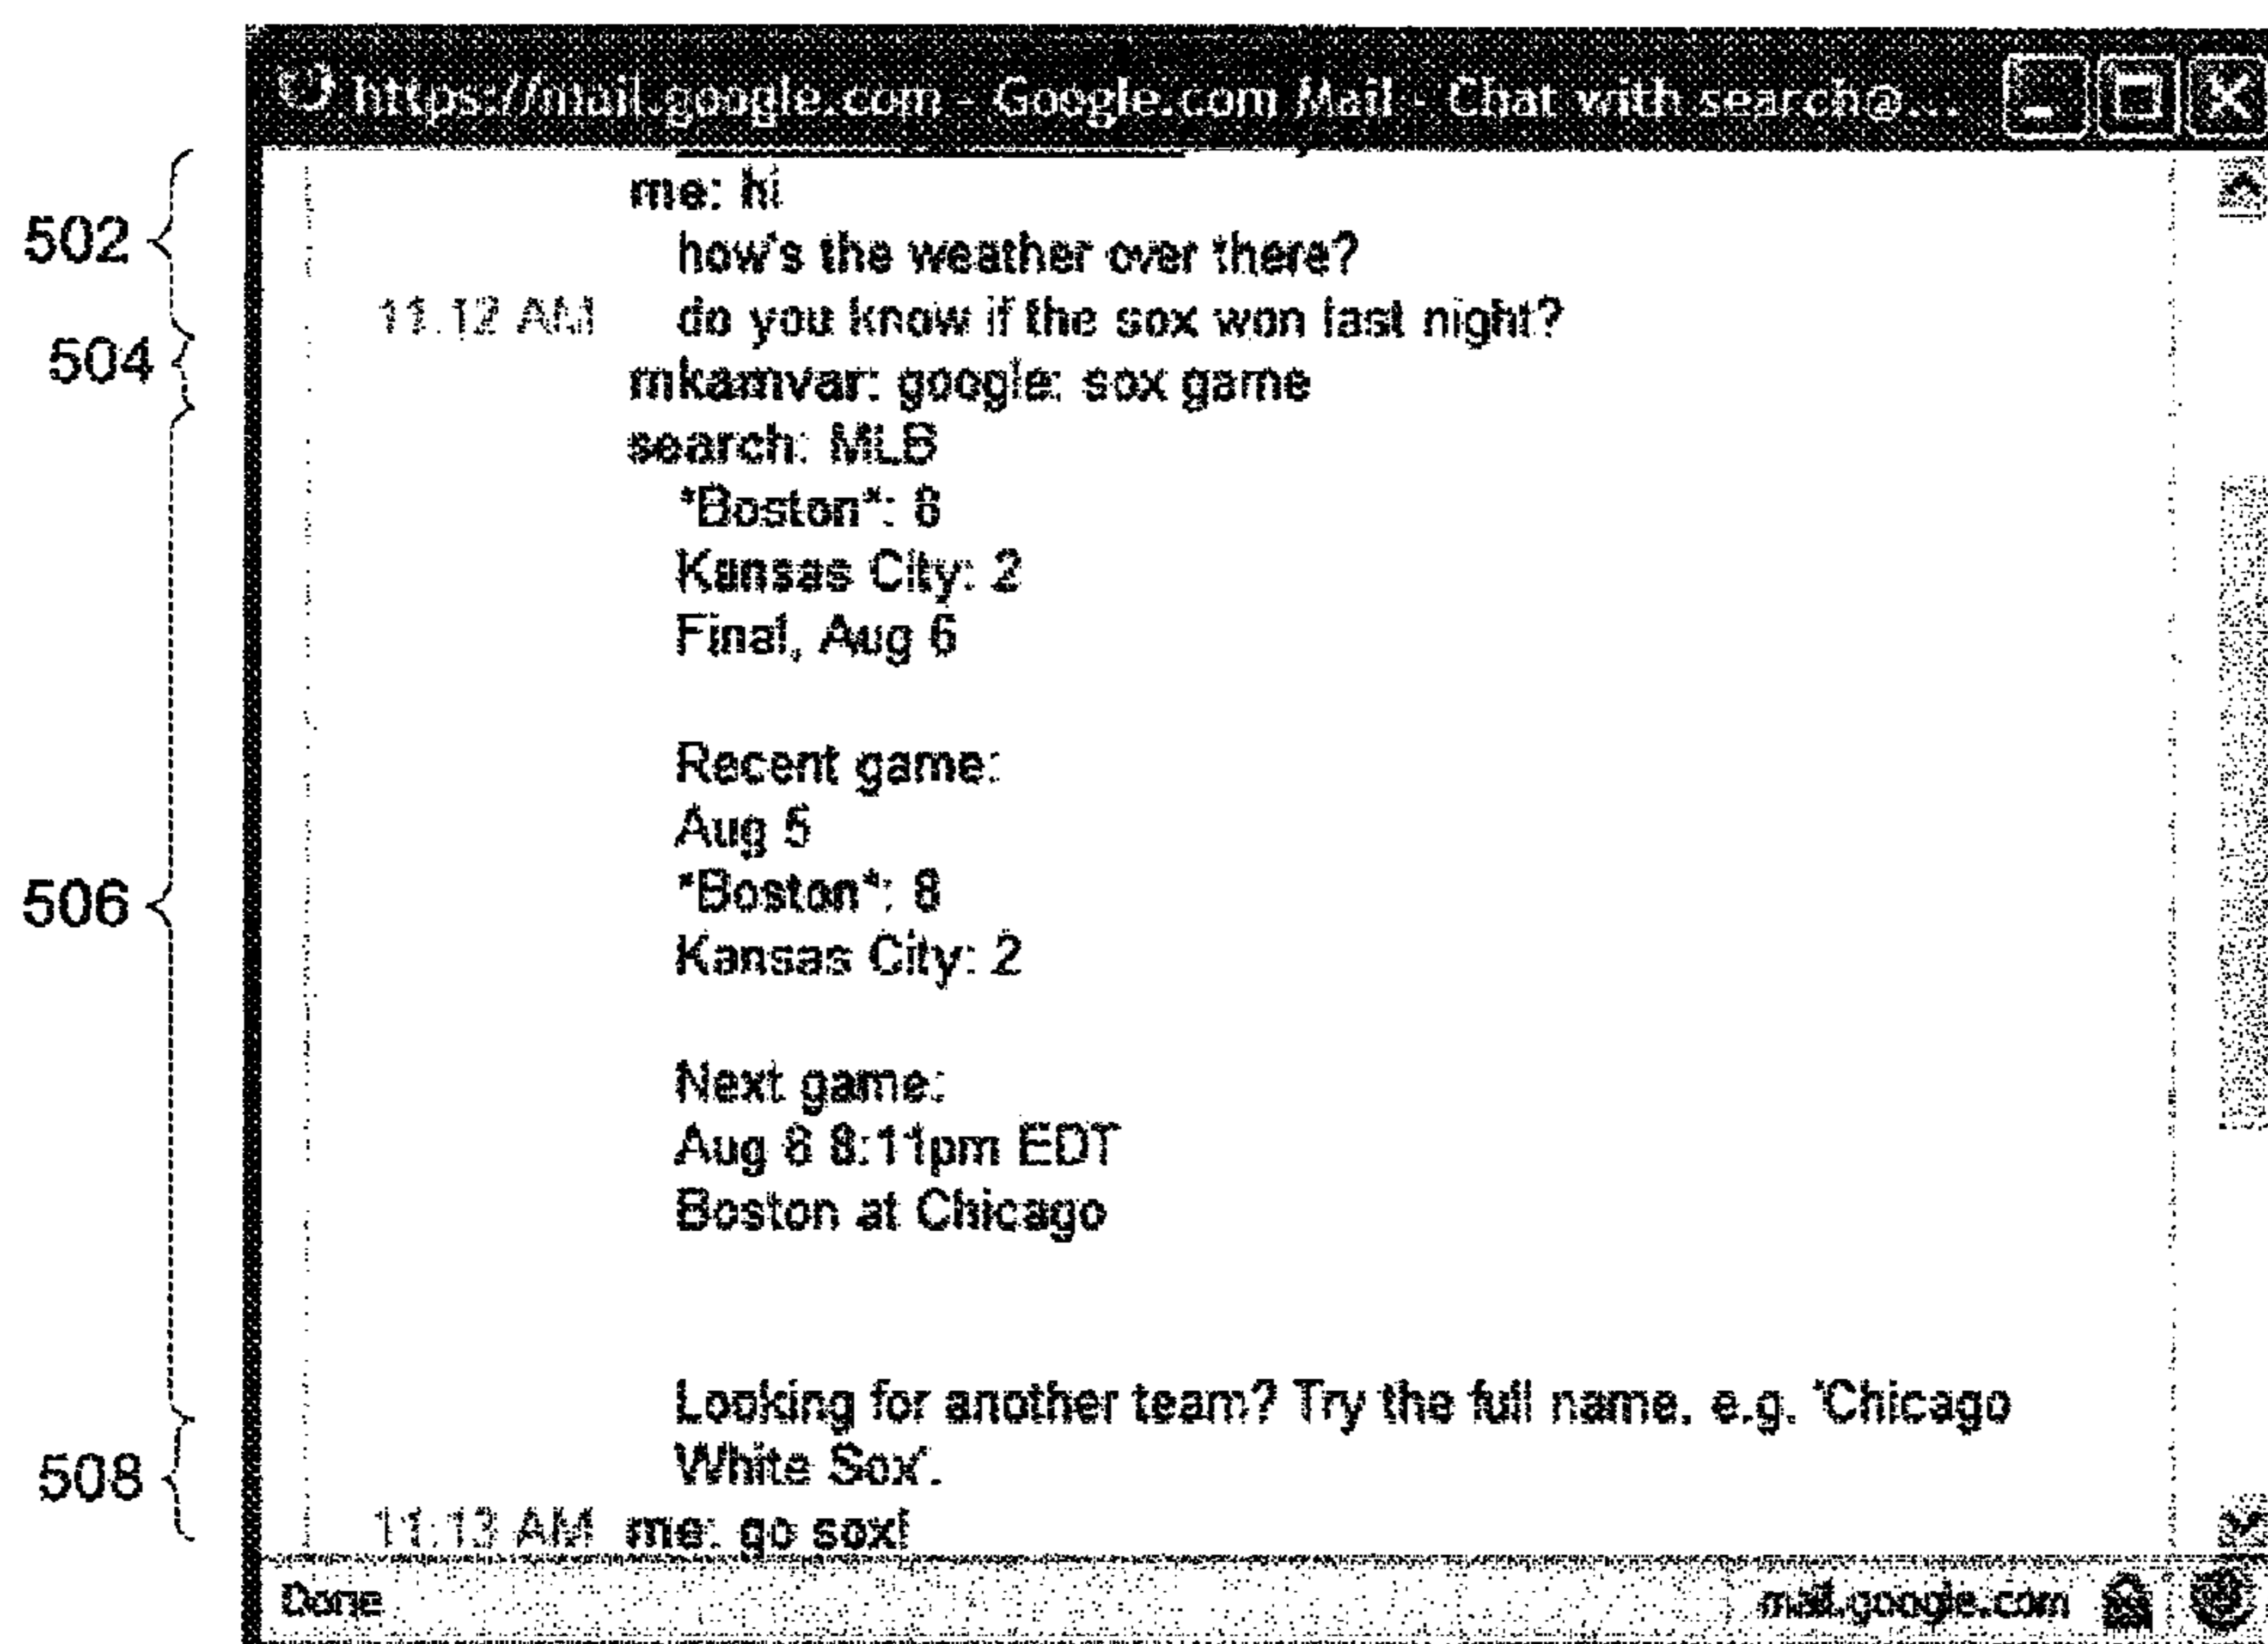 https://mail.google.com - Google.com Mail - Chat with search@...
502
me: hi
how's the weather over there?
11:12 AM do you know if the sox won last night?
504
mkamvar: google: sox game
search: MLB
*Boston*:
Kansas City: 2
Final, Aug 6
Recent game:
Aug 5
506
*Boston*: 8
Kansas City: 2
Next game:
Aug 8:11pm EDT
Boston at Chicago
Looking for another team? Try the full name, e.g. 'Chicago
White Sox'.
508
11:13 AM me: go sox!
Done mail.google.com